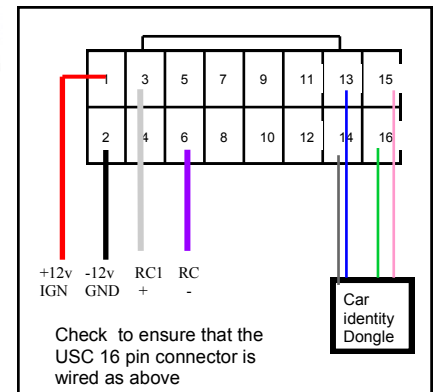 1 3 5 7 9 11 13 15
2 4 6 8 10 12 14 16
+12v -12v RC1 RC
IGN GND + -
Car
identity
Dongle
Check to ensure that the
USC 16 pin connector is
wired as above